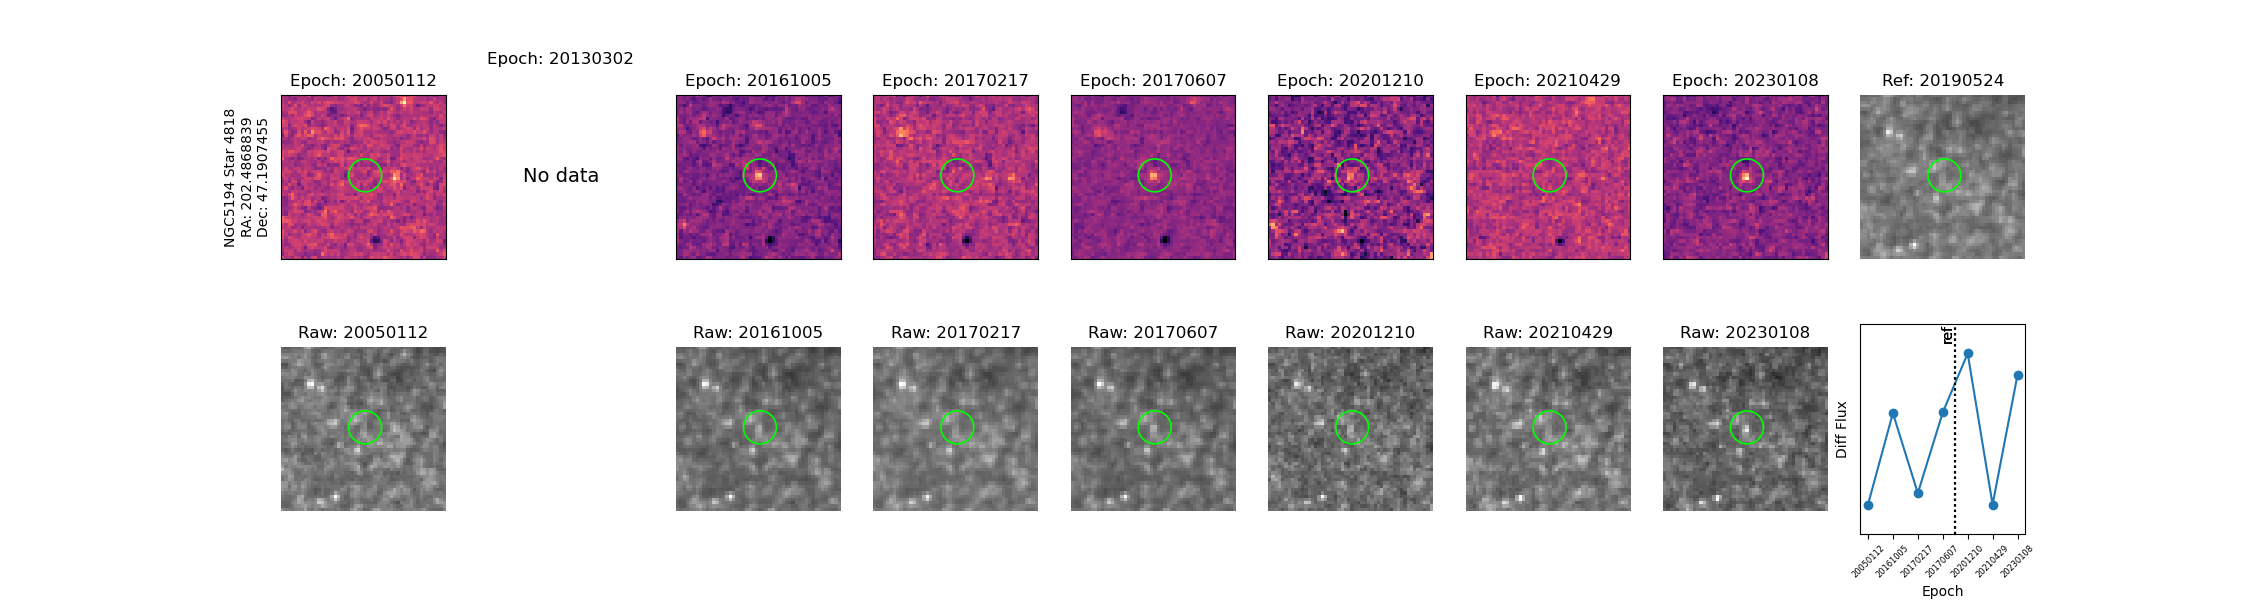 Epoch: 20130302
Epoch: 20050112
Epoch: 20161005
Epoch: 20170217
Epoch: 20170607
Epoch: 20201210
Epoch: 20210429
Epoch: 20230108
Ref: 20190524
NGC5194 Star 4818
RA: 202.4868839
Dec: 47.1907455
No data
Raw: 20050112
Raw: 20161005
Raw: 20170217
Raw: 20170607
Raw: 20201210
Raw: 20210429
Raw: 20230108
ref
Diff Flux
20050112
20161005
20170217
20170607
20201210
20210429
20230108
Epoch